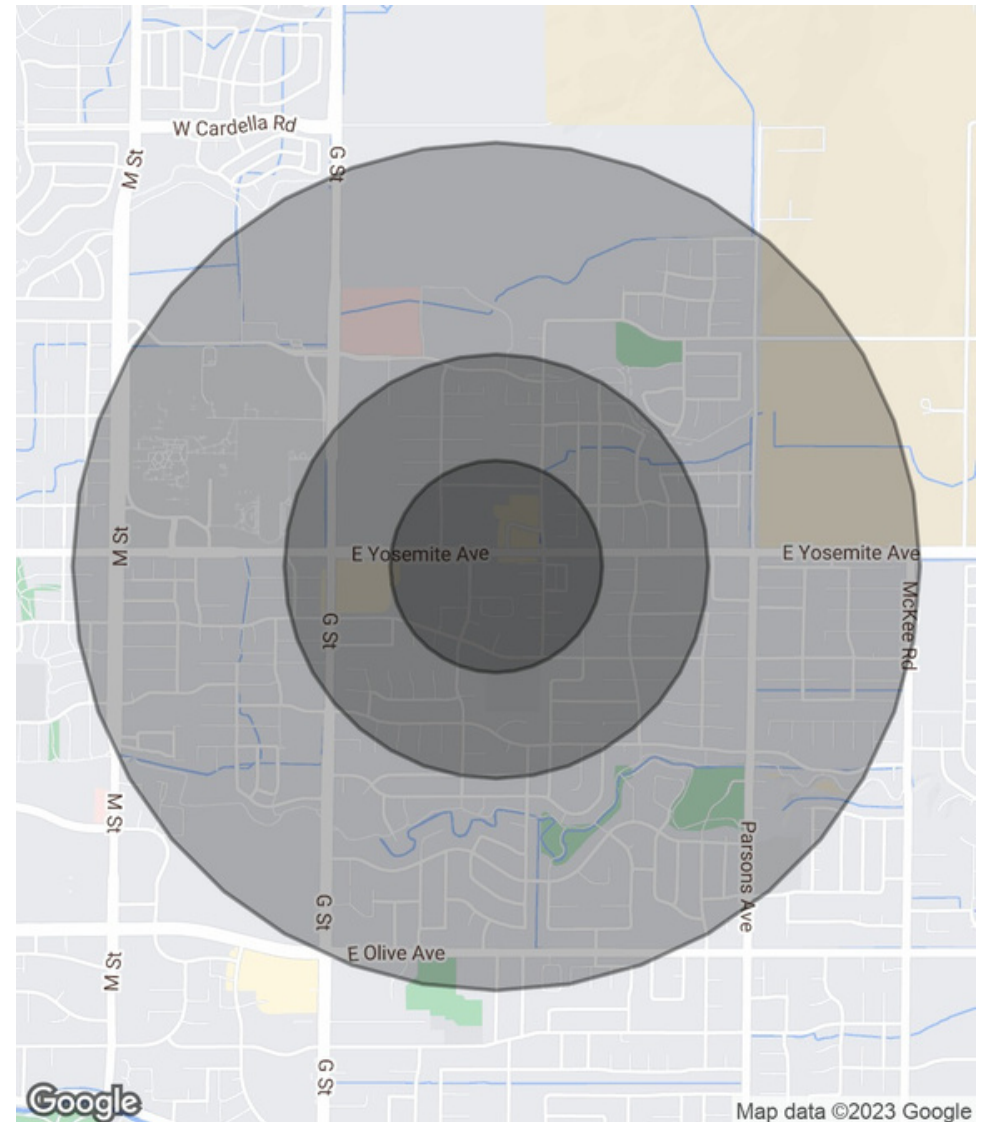 W Cardella Rd
M St
G St
E Yosemite Ave
E Yosemite Ave
M St
McKee Rd
G St
M St
Parsons Ave
G St
E Olive Ave
M St
G St
Google
Map data ©2023 Google